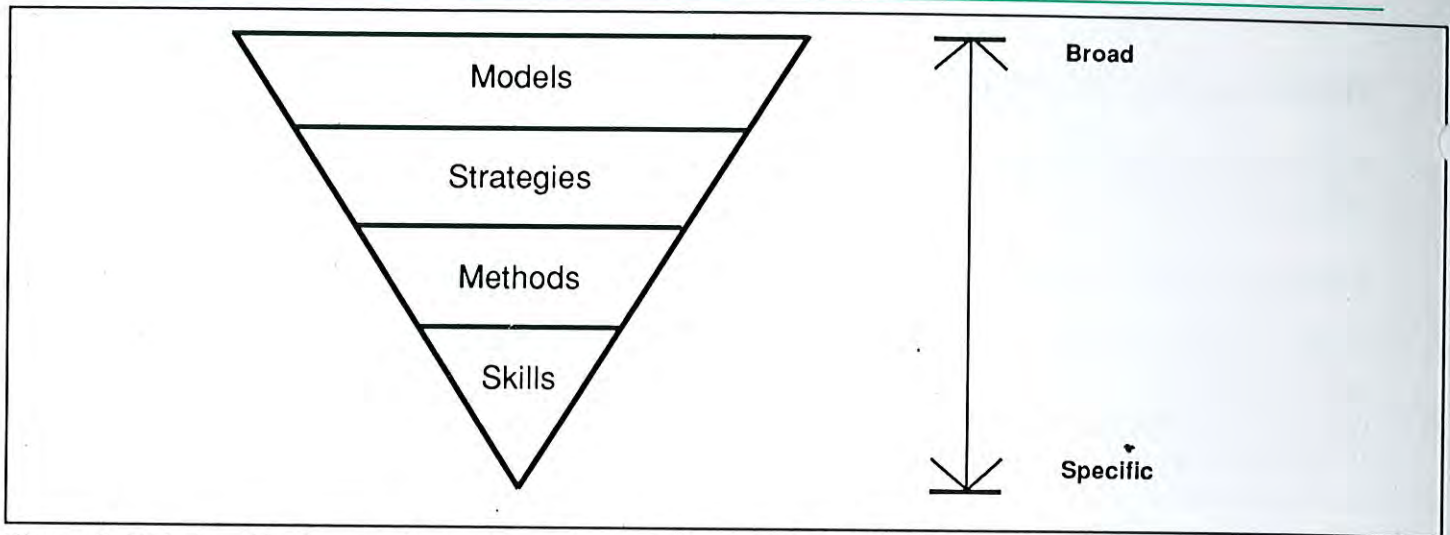 Models
Broad
Strategies
Methods
Skills
Specific